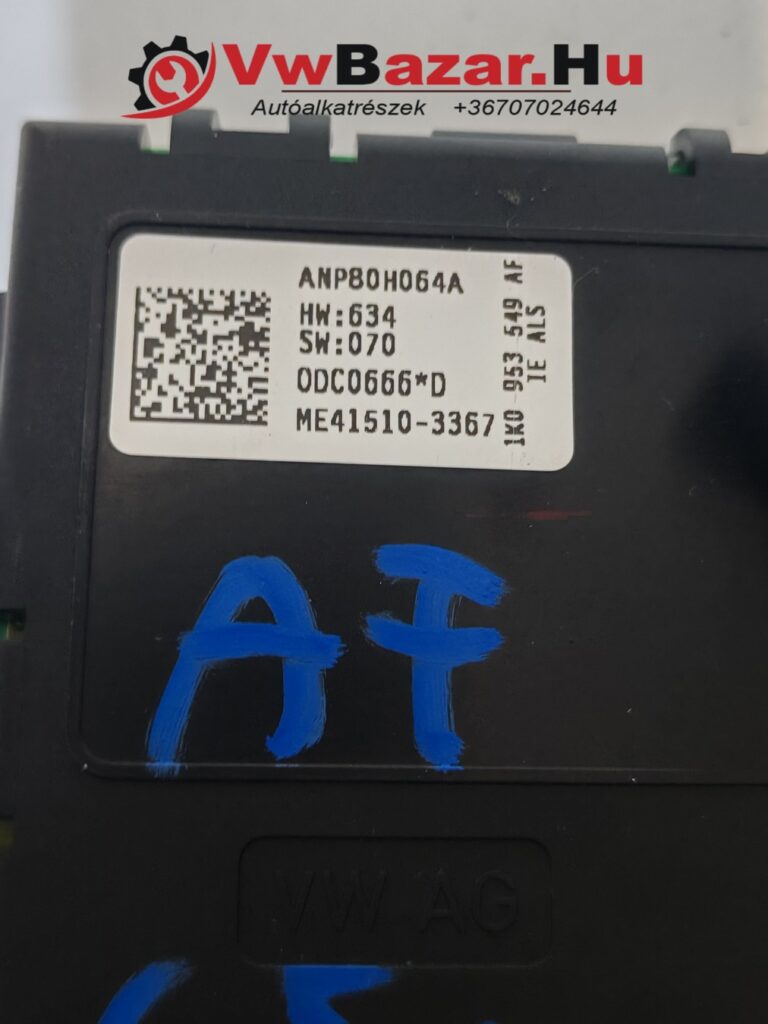 VwBazar.Hu
Autóalkatrészek +36707024644
ANP80H064A
HW:634
SW:070
0DC0666*D
ME41510-3367
1K0 953 549 AF
IE ALS
AF
VW AG